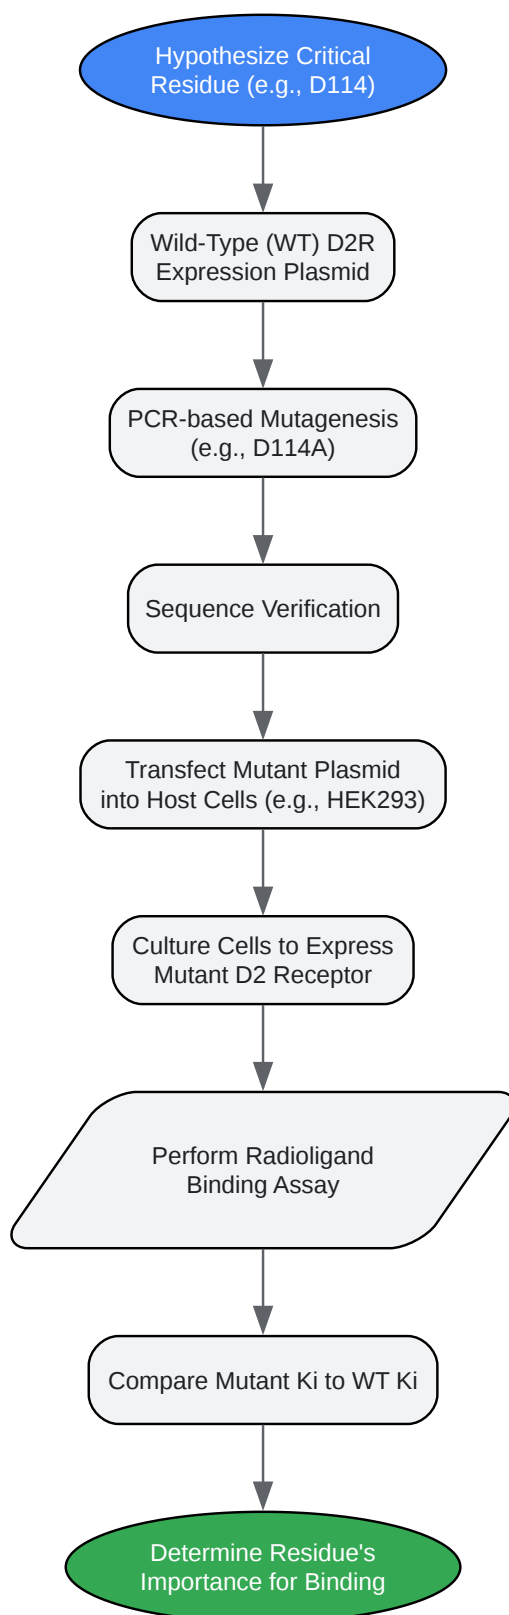 Hypothesize Critical
Residue (e.g., D114)
Wild-Type (WT) D2R
Expression Plasmid
PCR-based Mutagenesis
(e.g., D114A)
Sequence Verification
Transfect Mutant Plasmid
into Host Cells (e.g., HEK293)
Culture Cells to Express
Mutant D2 Receptor
Perform Radioligand
Binding Assay
Compare Mutant Ki to WT Ki
Determine Residue's
Importance for Binding